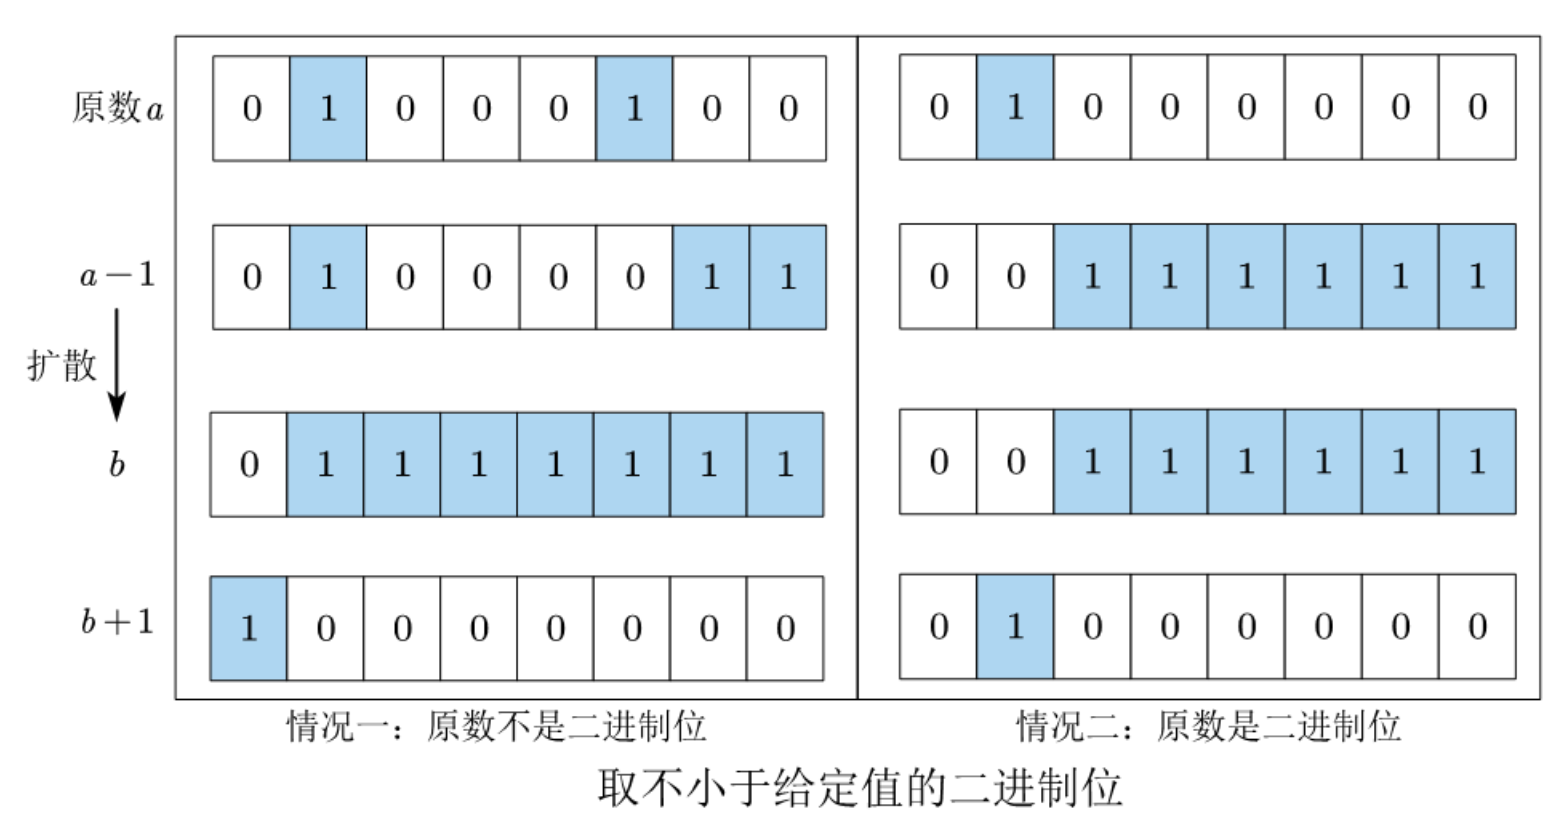 原数a 0 1 0 0 0 1 0 0 0 1 0 0 0 0 0 0
a−1 0 1 0 0 0 0 1 1 0 0 1 1 1 1 1 1
扩散
b 0 1 1 1 1 1 1 1 0 0 1 1 1 1 1 1
b+1 1 0 0 0 0 0 0 0 0 1 0 0 0 0 0 0
情况一：原数不是二进制位 情况二：原数是二进制位
取不小于给定值的二进制位